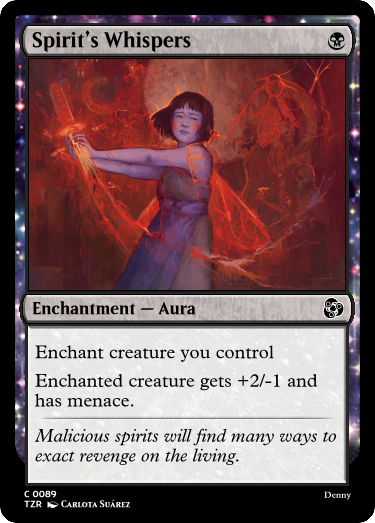 Spirit's Whispers
Enchantment — Aura
Enchant creature you control
Enchanted creature gets +2/-1 and
has menace.
Malicious spirits will find many ways to
exact revenge on the living.
C 0089
Denny
TZR Carlota Suárez